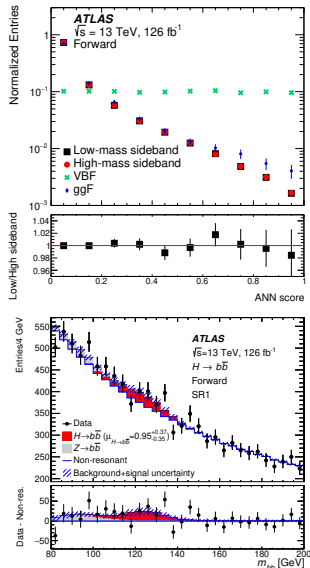 ATLAS
√s = 13 TeV, 126 fb⁻¹
Forward
Normalized Entries
1
10⁻¹
10⁻²
10⁻³
Low-mass sideband
High-mass sideband
VBF
ggF
Low/High sideband
1.04
1.02
1
0.98
0.96
0 0.2 0.4 0.6 0.8 1
ANN score
Entries/4 GeV
550
500
450
400
350
300
250
200
ATLAS
√s=13 TeV, 126 fb⁻¹
H → bb̅
Forward
SR1
Data
H→bb̅ (μ_H→bb̅=0.95+0.37 -0.35)
Z→bb̅
Non-resonant
Background+signal uncertainty
Data - Non-res.
50
0
80 100 120 140 160 180 200
m_bb [GeV]